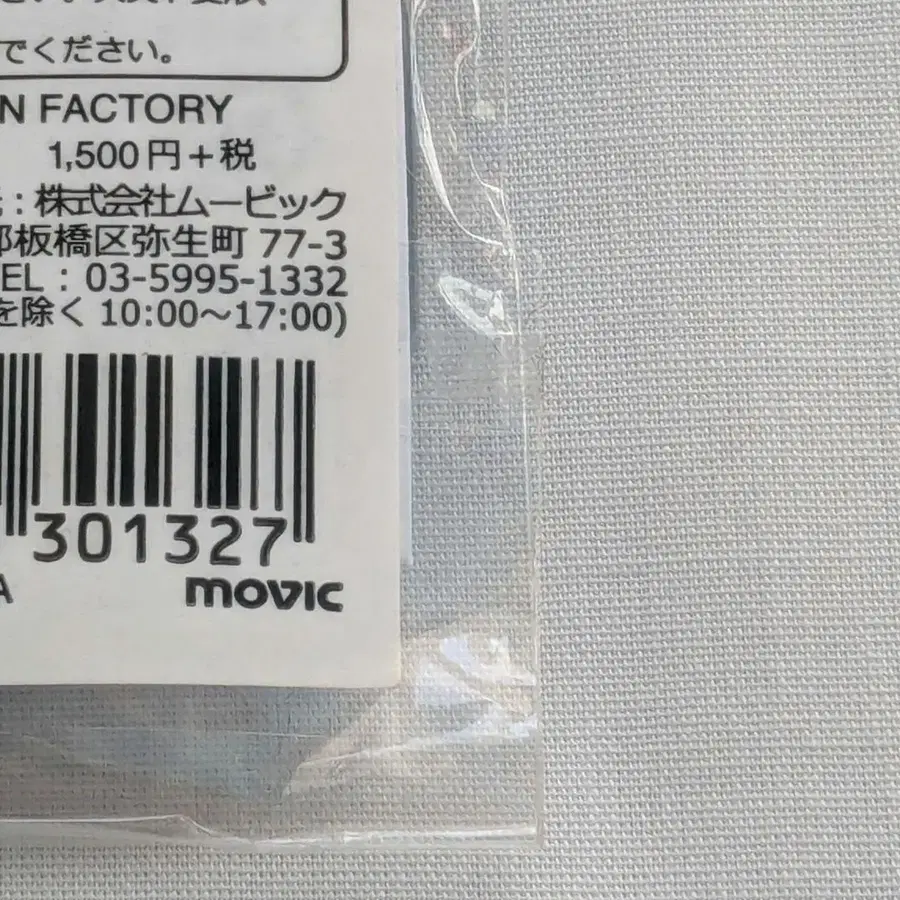 でください。
N FACTORY
1,500円+税
:株式会社ムービック
板橋区弥生町 77-3
EL : 03-5995-1332
を除く 10:00～17:00)
301327
A
movic